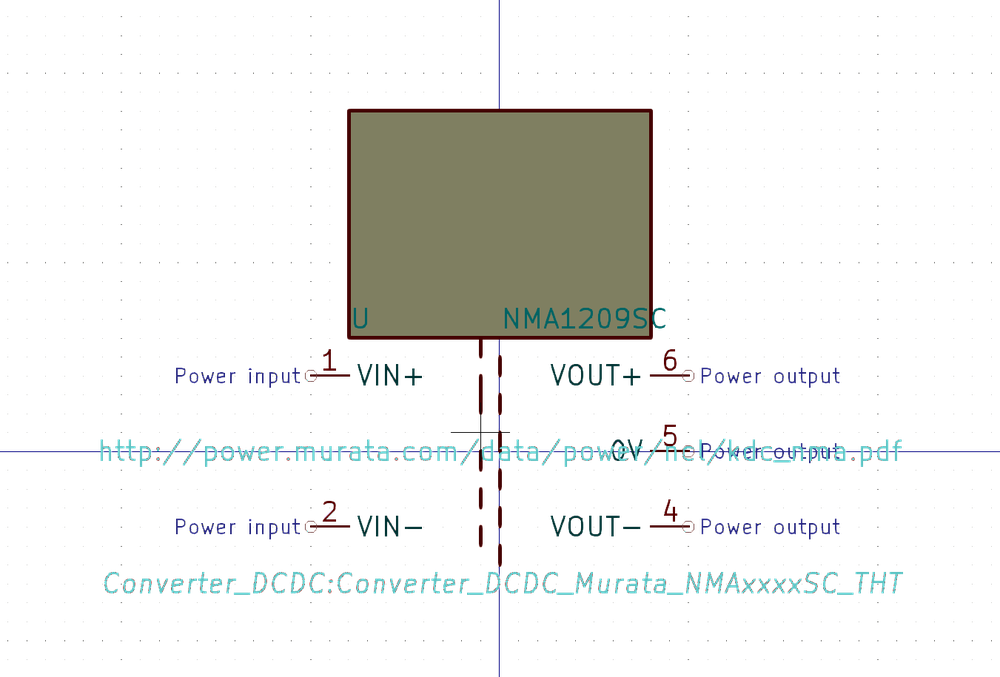 U NMA1209SC
Power input 1 VIN+ VOUT+ 6 Power output
http://power.murata.com/data/power/ncl/kdc_nma.pdf
0V 5 Power output
Power input 2 VIN− VOUT− 4 Power output
Converter_DCDC:Converter_DCDC_Murata_NMAxxxxSC_THT